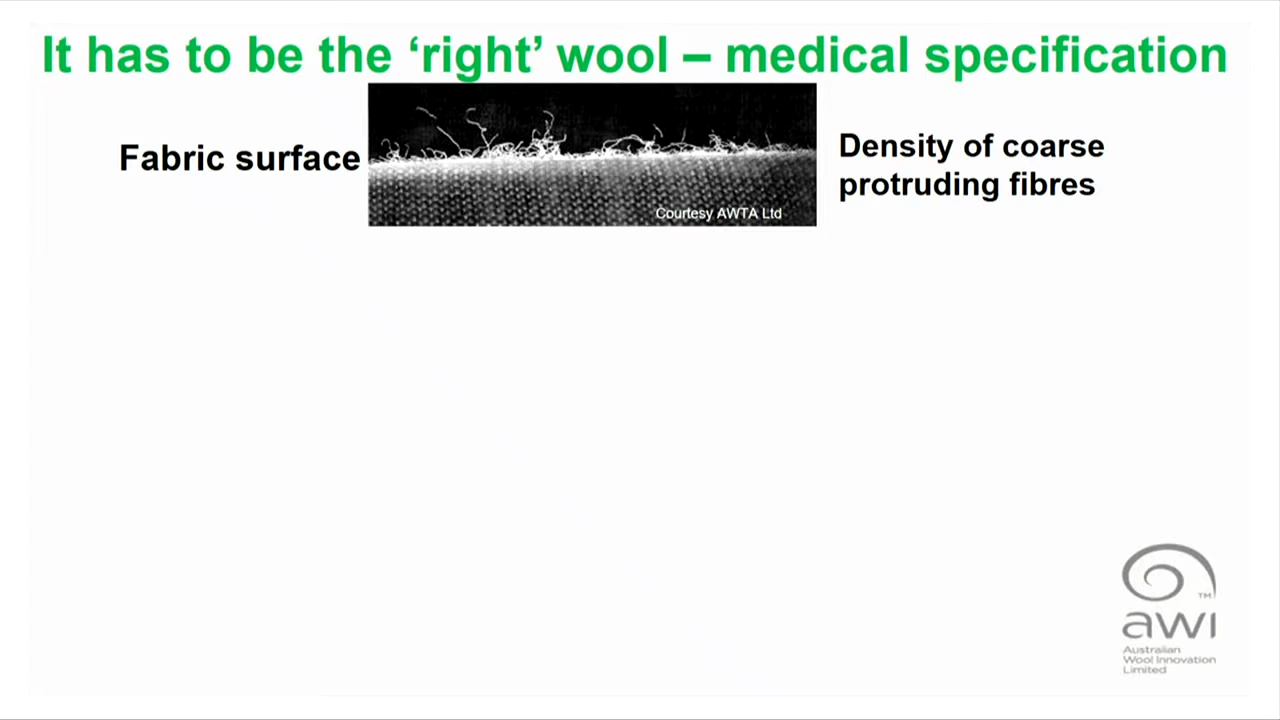 It has to be the ‘right’ wool – medical specification
Fabric surface
Density of coarse
protruding fibres
Courtesy AWTA Ltd
TM
awi
Australian
Wool Innovation
Limited